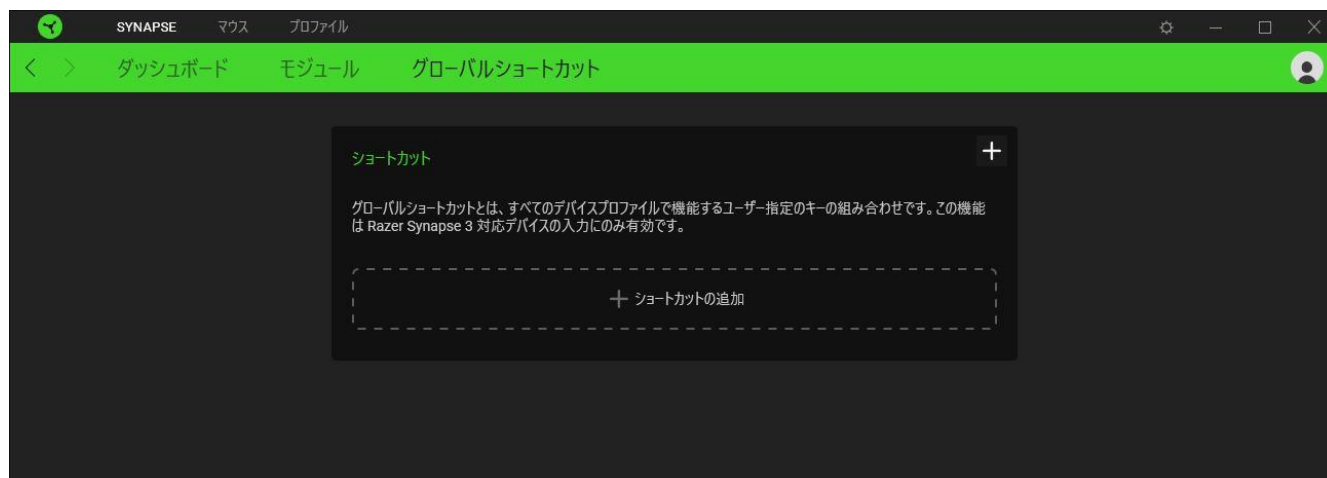 SYNAPSE マウス プロファイル
ダッシュボード モジュール グローバルショートカット
ショートカット
グローバルショートカットとは、すべてのデバイスプロファイルで機能するユーザー指定のキーの組み合わせです。この機能
は Razer Synapse 3 対応デバイスの入力にのみ有効です。
ショートカットの追加